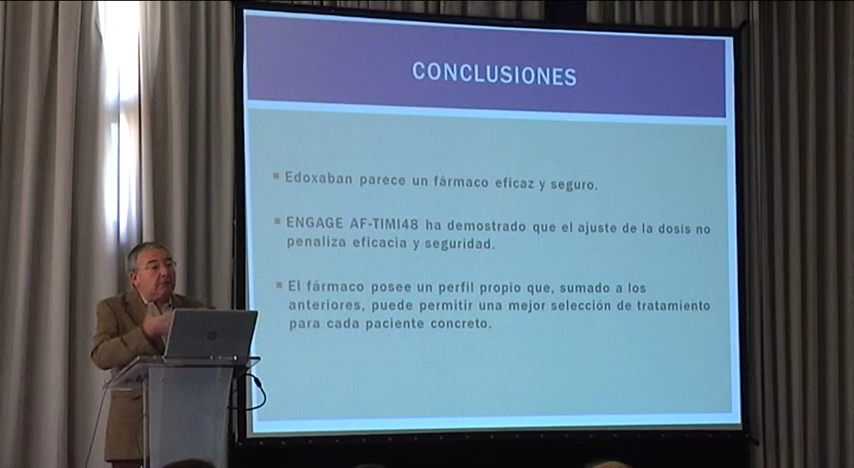 CONCLUSIONES
Edoxaban parece un fármaco eficaz y seguro.
ENGAGE AF-TIMI48 ha demostrado que el ajuste de la dosis no
penaliza eficacia y seguridad.
El fármaco posee un perfil propio que, sumado a los
anteriores, puede permitir una mejor selección de tratamiento
para cada paciente concreto.